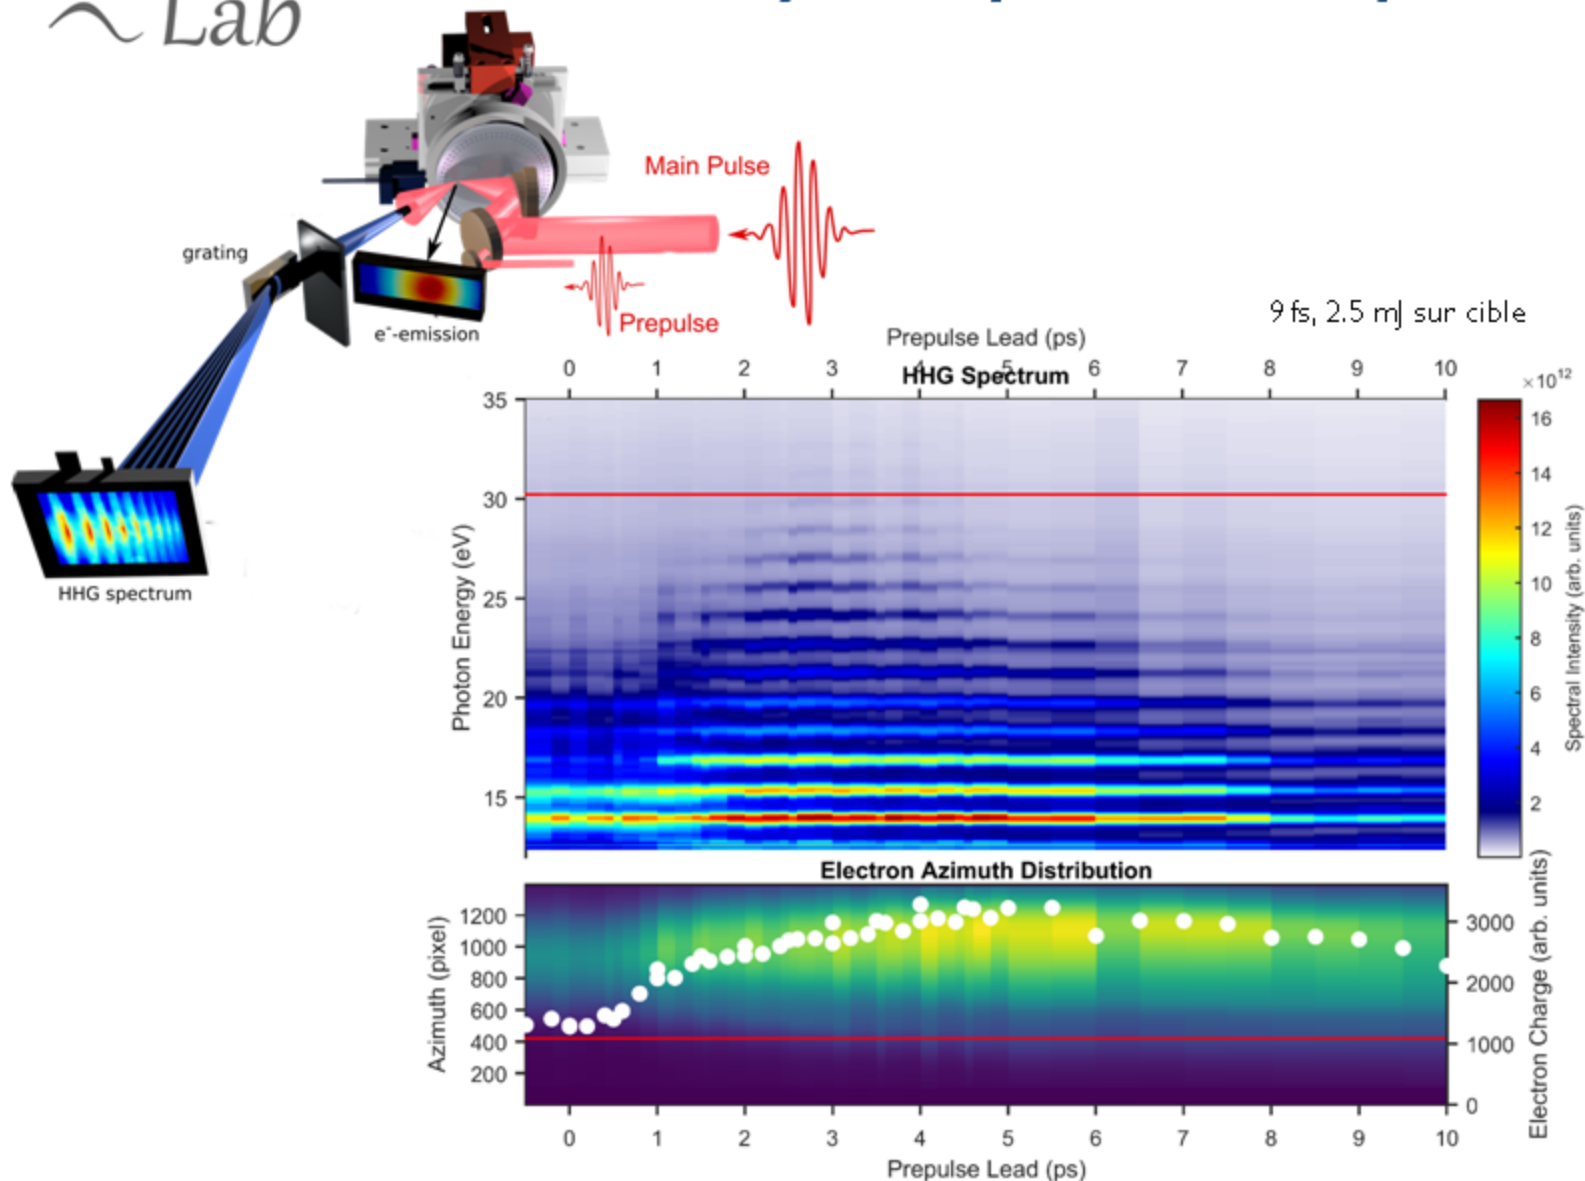 Lab
Main Pulse
grating
e⁻-emission
Prepulse
HHG spectrum
9 fs, 2.5 mJ sur cible
Prepulse Lead (ps)
0 1 2 3 4 5 6 7 8 9 10
HHG Spectrum
×10¹²
35
30
25
20
15
Photon Energy (eV)
16
14
12
10
8
6
4
2
Spectral Intensity (arb. units)
Electron Azimuth Distribution
1200
1000
800
600
400
200
Azimuth (pixel)
3000
2000
1000
0
Electron Charge (arb. units)
0 1 2 3 4 5 6 7 8 9 10
Prepulse Lead (ps)